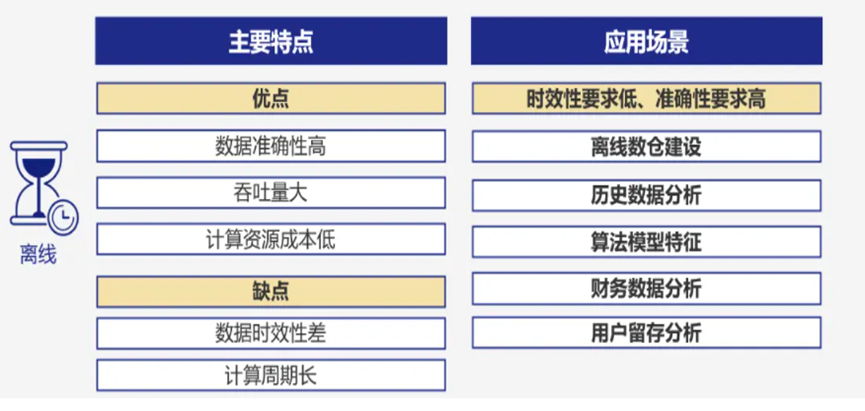 主要特点
优点
数据准确性高
吞吐量大
计算资源成本低
缺点
数据时效性差
计算周期长
应用场景
时效性要求低、准确性要求高
离线数仓建设
历史数据分析
算法模型特征
财务数据分析
用户留存分析
离线